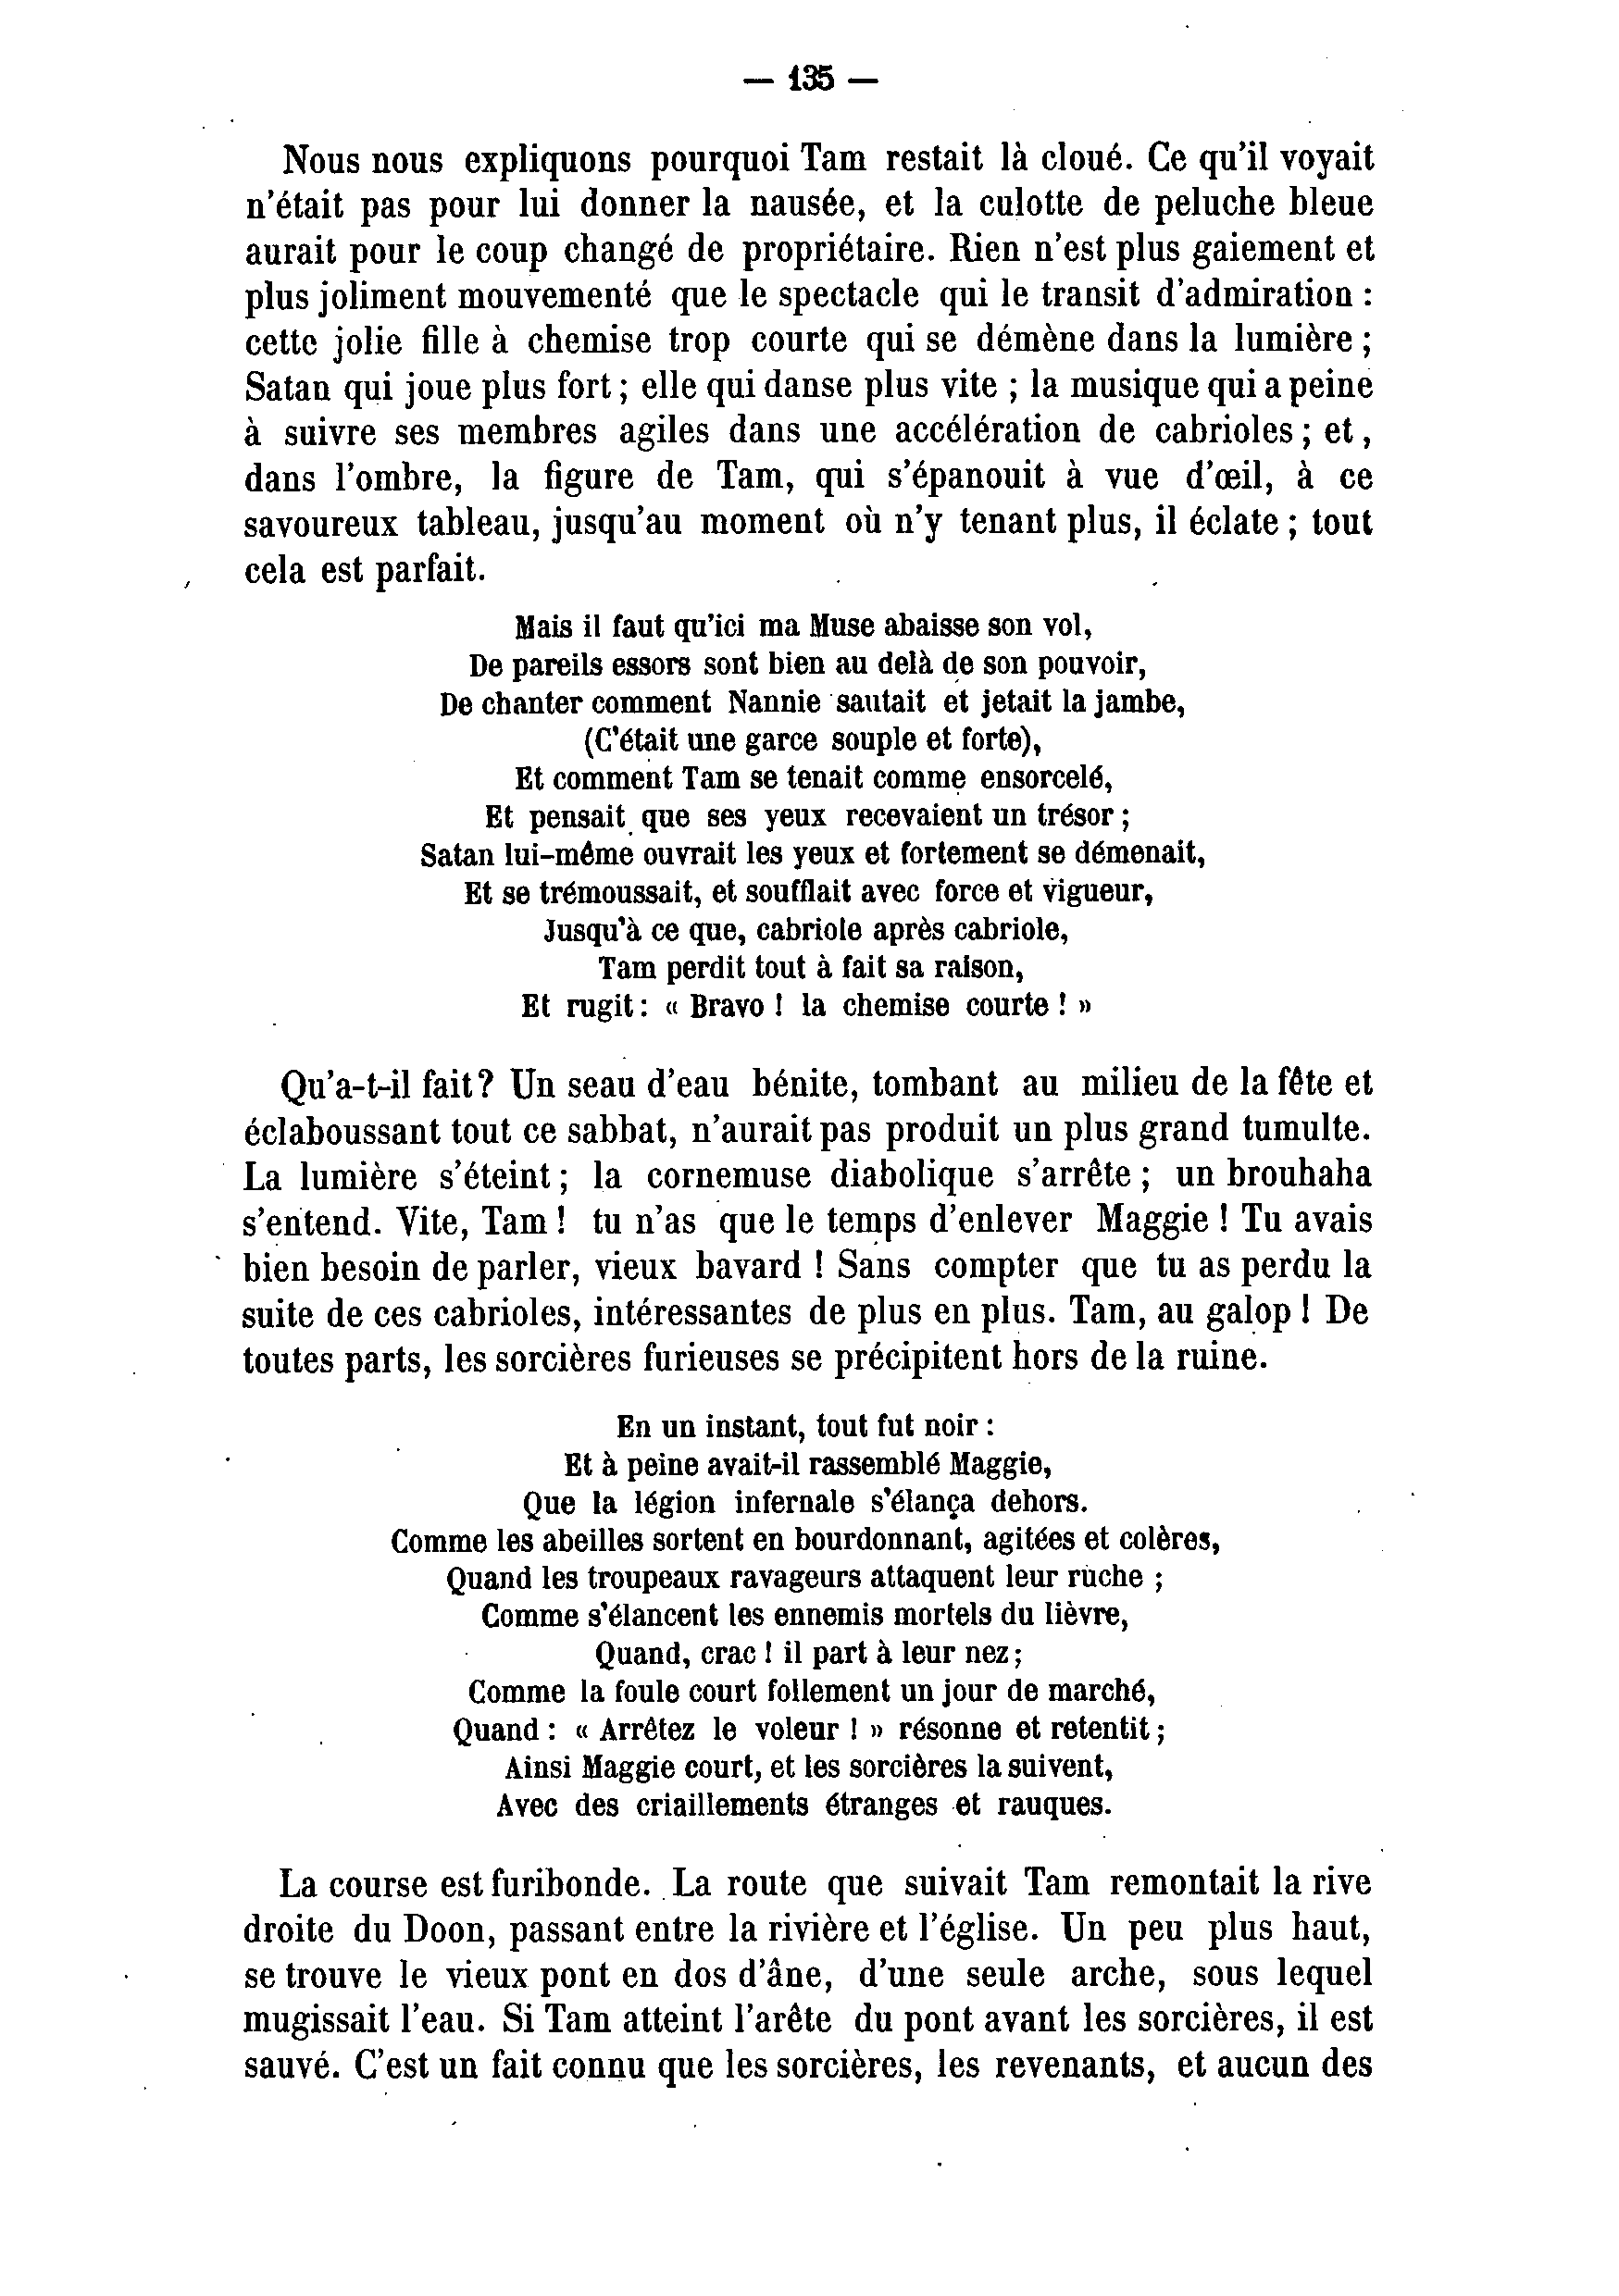 — 135 —
Nous nous expliquons pourquoi Tam restait là cloué. Ce qu'il voyait
n'était pas pour lui donner la nausée, et la culotte de peluche bleue
aurait pour le coup changé de propriétaire. Rien n'est plus gaiement et
plus joliment mouvementé que le spectacle qui le transit d'admiration :
cette jolie fille à chemise trop courte qui se démène dans la lumière ;
Satan qui joue plus fort ; elle qui danse plus vite ; la musique qui a peine
à suivre ses membres agiles dans une accélération de cabrioles ; et,
dans l'ombre, la figure de Tam, qui s'épanouit à vue d'œil, à ce
savoureux tableau, jusqu'au moment où n'y tenant plus, il éclate ; tout
cela est parfait.
Mais il faut qu'ici ma Muse abaisse son vol,
De pareils essors sont bien au delà de son pouvoir,
De chanter comment Nannie sautait et jetait la jambe,
(C'était une garce souple et forte),
Et comment Tam se tenait comme ensorcelé,
Et pensait que ses yeux recevaient un trésor ;
Satan lui-même ouvrait les yeux et fortement se démenait,
Et se trémoussait, et soufflait avec force et vigueur,
Jusqu'à ce que, cabriole après cabriole,
Tam perdit tout à fait sa raison,
Et rugit : « Bravo ! la chemise courte ! »
Qu'a-t-il fait ? Un seau d'eau bénite, tombant au milieu de la fête et
éclaboussant tout ce sabbat, n'aurait pas produit un plus grand tumulte.
La lumière s'éteint ; la cornemuse diabolique s'arrête ; un brouhaha
s'entend. Vite, Tam ! tu n'as que le temps d'enlever Maggie ! Tu avais
bien besoin de parler, vieux bavard ! Sans compter que tu as perdu la
suite de ces cabrioles, intéressantes de plus en plus. Tam, au galop ! De
toutes parts, les sorcières furieuses se précipitent hors de la ruine.
En un instant, tout fut noir :
Et à peine avait-il rassemblé Maggie,
Que la légion infernale s'élança dehors.
Comme les abeilles sortent en bourdonnant, agitées et colères,
Quand les troupeaux ravageurs attaquent leur ruche ;
Comme s'élancent les ennemis mortels du lièvre,
Quand, crac ! il part à leur nez ;
Comme la foule court follement un jour de marché,
Quand : « Arrêtez le voleur ! » résonne et retentit ;
Ainsi Maggie court, et les sorcières la suivent,
Avec des criaillements étranges et rauques.
La course est furibonde. La route que suivait Tam remontait la rive
droite du Doon, passant entre la rivière et l'église. Un peu plus haut,
se trouve le vieux pont en dos d'âne, d'une seule arche, sous lequel
mugissait l'eau. Si Tam atteint l'arête du pont avant les sorcières, il est
sauvé. C'est un fait connu que les sorcières, les revenants, et aucun des